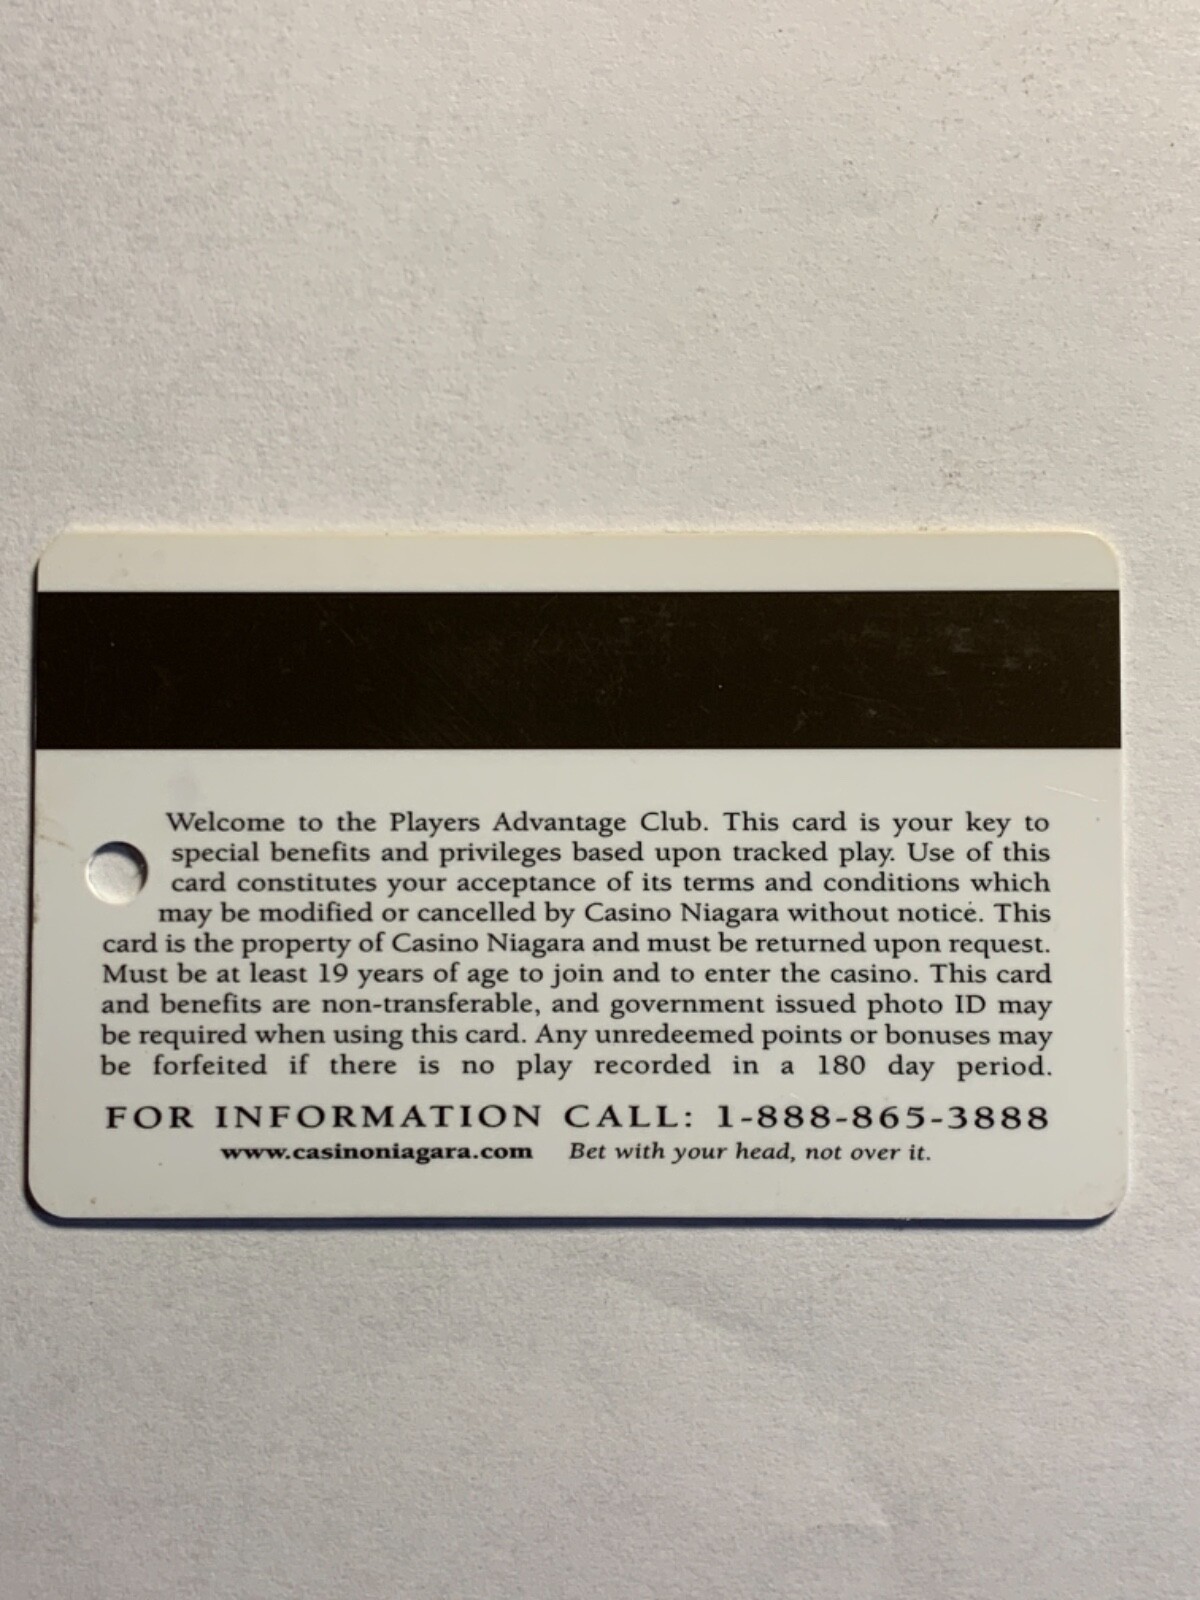 Welcome to the Players Advantage Club. This card is your key to
special benefits and privileges based upon tracked play. Use of this
card constitutes your acceptance of its terms and conditions which
may be modified or cancelled by Casino Niagara without notice. This
card is the property of Casino Niagara and must be returned upon request.
Must be at least 19 years of age to join and to enter the casino. This card
and benefits are non-transferable, and government issued photo ID may
be required when using this card. Any unredeemed points or bonuses may
be forfeited if there is no play recorded in a 180 day period.
FOR INFORMATION CALL: 1-888-865-3888
www.casinoniagara.com Bet with your head, not over it.